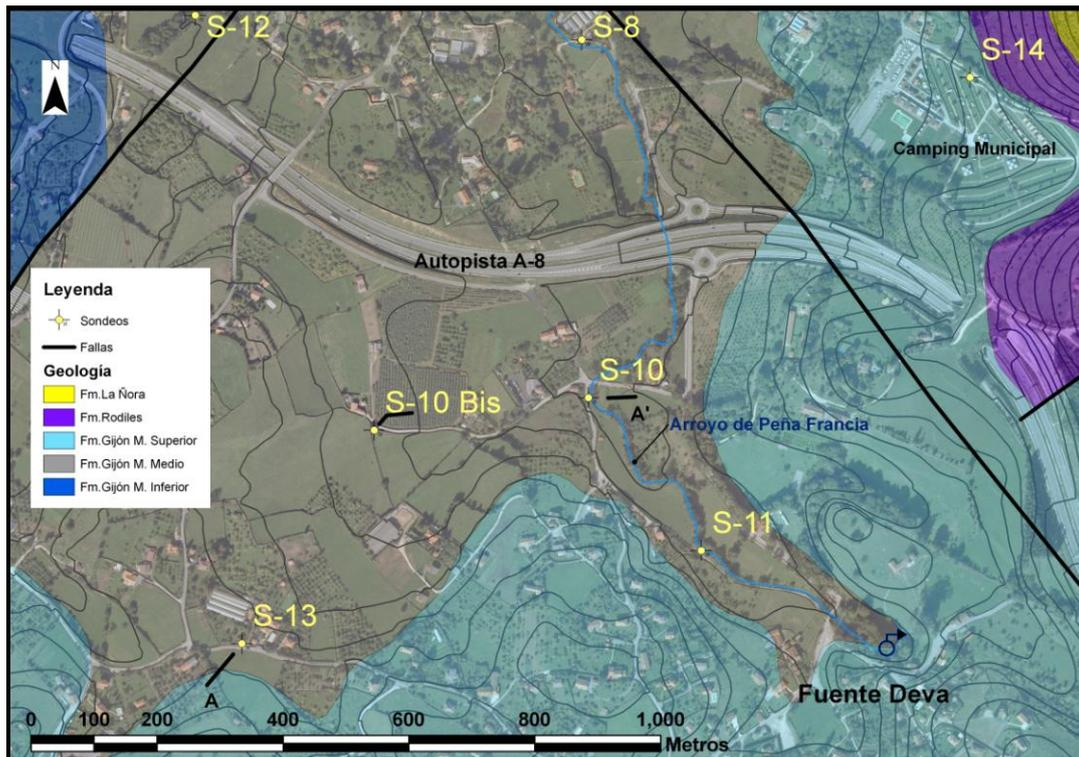 S-12
S-8
S-14
N
Camping Municipal
Autopista A-8
Leyenda
Sondeos
Fallas
Geología
Fm.La Ñora
Fm.Rodiles
Fm.Gijón M. Superior
Fm.Gijón M. Medio
Fm.Gijón M. Inferior
S-10
A'
S-10 Bis
Arroyo de Peña Francia
S-11
S-13
A
Fuente Deva
0 100 200 400 600 800 1,000
Metros